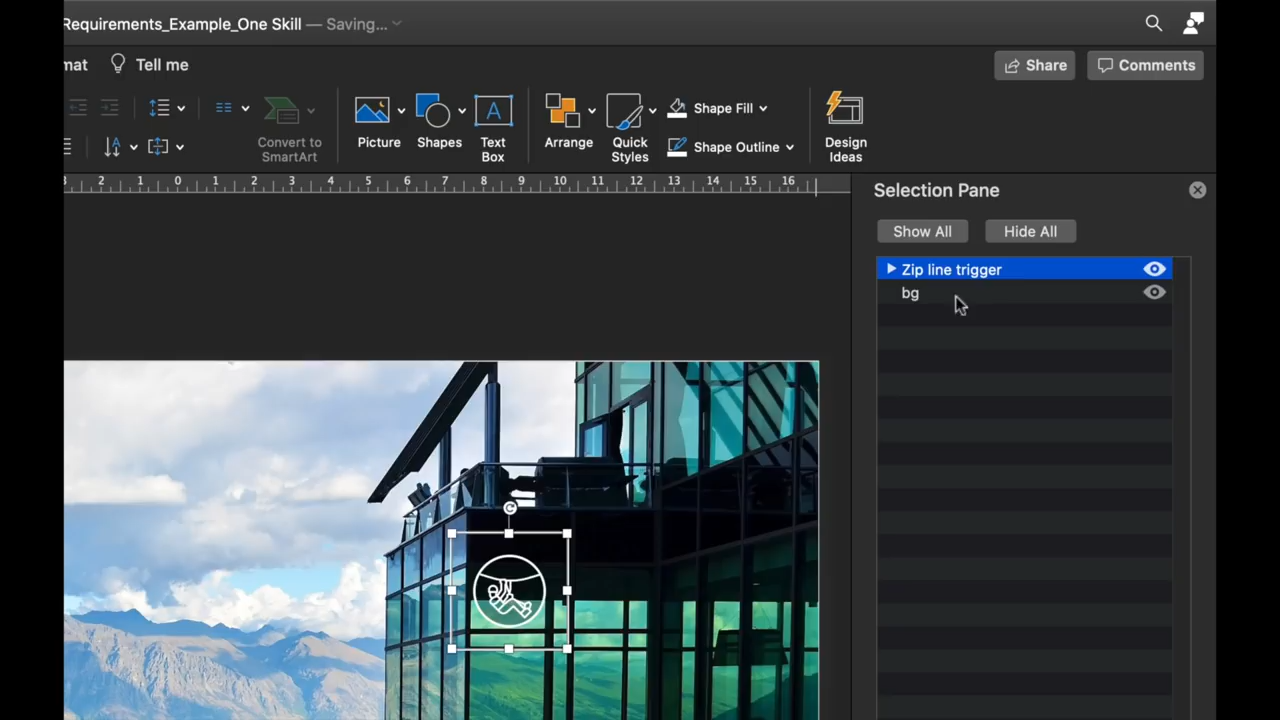 Requirements_Example_One Skill — Saving...
mat Tell me Share Comments
Convert to SmartArt
Picture Shapes Text Box
Arrange Quick Styles
Shape Fill
Shape Outline
Design Ideas
3 2 1 0 1 2 3 4 5 6 7 8 9 10 11 12 13 14 15 16
Selection Pane
Show All Hide All
Zip line trigger
bg